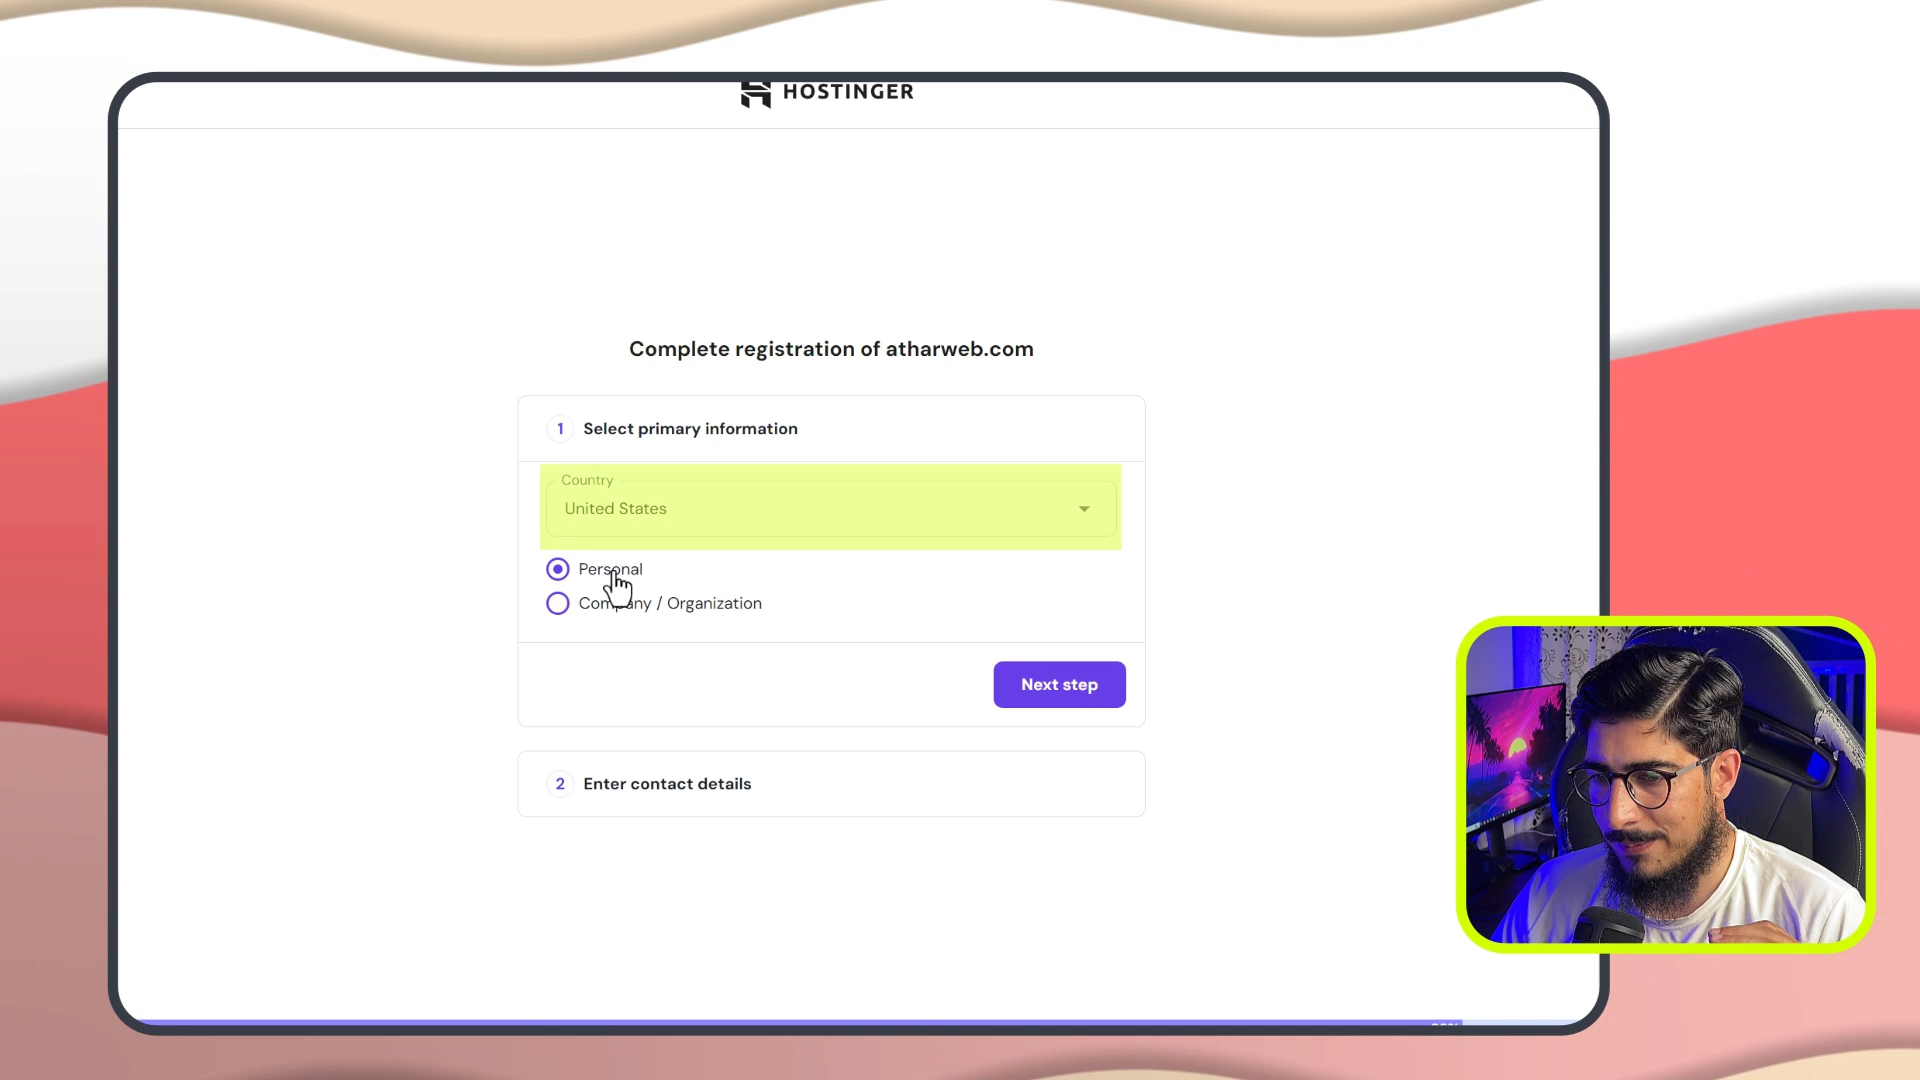 HOSTINGER
Complete registration of atharweb.com
1 Select primary information
Country
United States
Personal
Company / Organization
Next step
2 Enter contact details